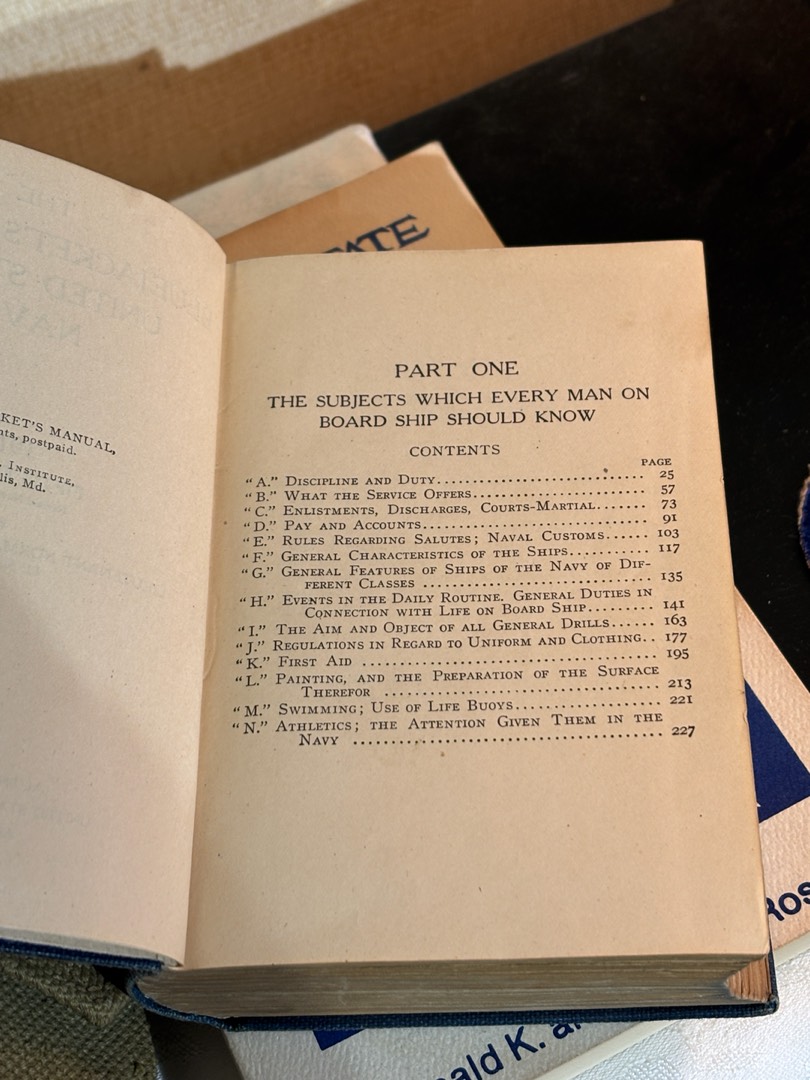 KET'S MANUAL,
nts, postpaid.
INSTITUTE,
lis, Md.
TATE
PART ONE
THE SUBJECTS WHICH EVERY MAN ON
BOARD SHIP SHOULD KNOW
CONTENTS
PAGE
"A." DISCIPLINE AND DUTY.............................. 25
"B." WHAT THE SERVICE OFFERS......................... 57
"C." ENLISTMENTS, DISCHARGES, COURTS-MARTIAL....... 73
"D." PAY AND ACCOUNTS................................. 91
"E." RULES REGARDING SALUTES; NAVAL CUSTOMS...... 103
"F." GENERAL CHARACTERISTICS OF THE SHIPS........... 117
"G." GENERAL FEATURES OF SHIPS OF THE NAVY OF DIF-
FERENT CLASSES ................................. 135
"H." EVENTS IN THE DAILY ROUTINE. GENERAL DUTIES IN
CONNECTION WITH LIFE ON BOARD SHIP......... 141
"I." THE AIM AND OBJECT OF ALL GENERAL DRILLS...... 163
"J." REGULATIONS IN REGARD TO UNIFORM AND CLOTHING.. 177
"K." FIRST AID ........................................ 195
"L." PAINTING, AND THE PREPARATION OF THE SURFACE
THEREFOR ..................................... 213
"M." SWIMMING; USE OF LIFE BUOYS.................... 221
"N." ATHLETICS; THE ATTENTION GIVEN THEM IN THE
NAVY .......................................... 227
Ros
nald K. a